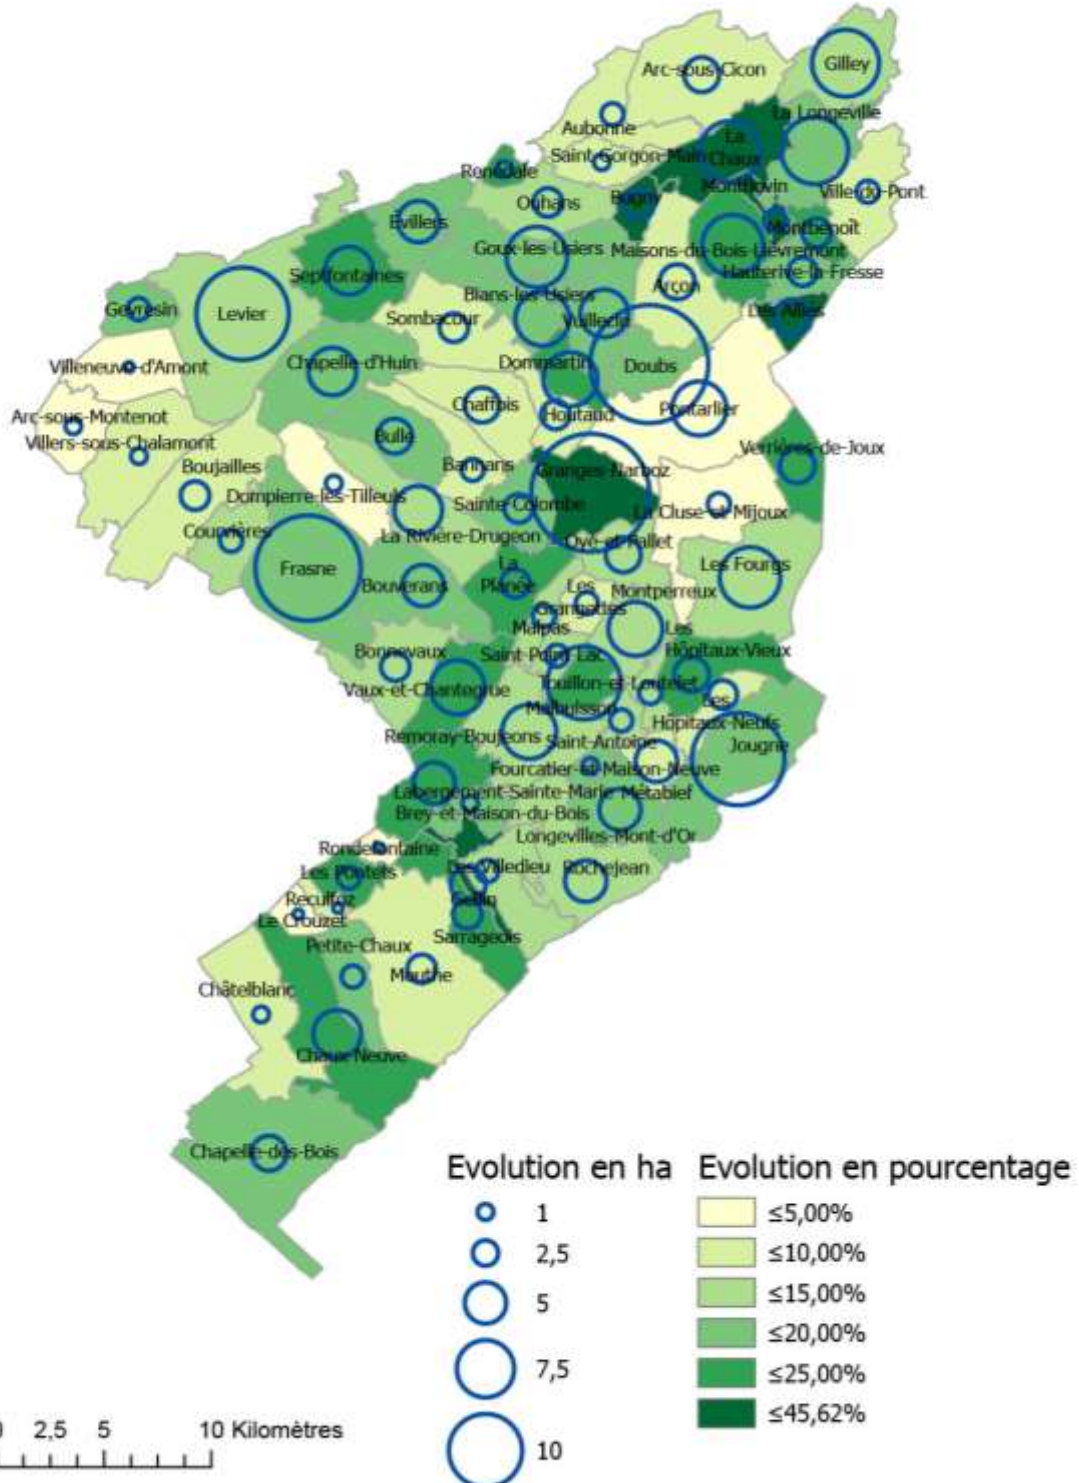 Gilley
Arc-sous-Cicon
La Longeville
Aubonne
La
Chaux
Saint-Gorgon-Main
Renédale
Montflovin
Ville-du-Pont
Bugny
Ouhans
Evillers
Montbenoît
Goux-les-Usiers
Maisons-du-Bois-Lièvremont
Septfontaines
Hauterive-la-Fresse
Arçon
Bians-les-Usiers
Gevresin
Levier
Sombacour
Vuillecin
Les Alliés
Villeneuve-d'Amont
Chapelle-d'Huin
Dommartin
Doubs
Chaffois
Houtaud
Pontarlier
Arc-sous-Montenot
Villers-sous-Chalamont
Bulle
Verrières-de-Joux
Boujailles
Bannans
Granges-Narboz
Dompierre-les-Tilleuls
Sainte-Colombe
La Cluse-et-Mijoux
Courvières
La Rivière-Drugeon
Oye-et-Pallet
Frasne
La
Planée
Les Fourgs
Bouverans
Les
Grangettes
Montperreux
Malpas
Les
Hôpitaux-Vieux
Bonnevaux
Saint-Point-Lac
Vaux-et-Chantegrue
Touillon-et-Loutelet
Les
Hôpitaux-Neufs
Malbuisson
Remoray-Boujeons
Saint-Antoine
Jougne
Fourcatier-et-Maison-Neuve
Labergement-Sainte-Marie
Métabief
Brey-et-Maison-du-Bois
Longevilles-Mont-d'Or
Rondefontaine
Les Pontets
Les Villedieu
Rochejean
Reculfoz
Gellin
Le Crouzet
Sarrageois
Petite-Chaux
Mouthe
Châtelblanc
Chaux-Neuve
Chapelle-des-Bois
Evolution en ha
1
2,5
5
7,5
10
Evolution en pourcentage
≤5,00%
≤10,00%
≤15,00%
≤20,00%
≤25,00%
≤45,62%
2,5 5 10 Kilomètres